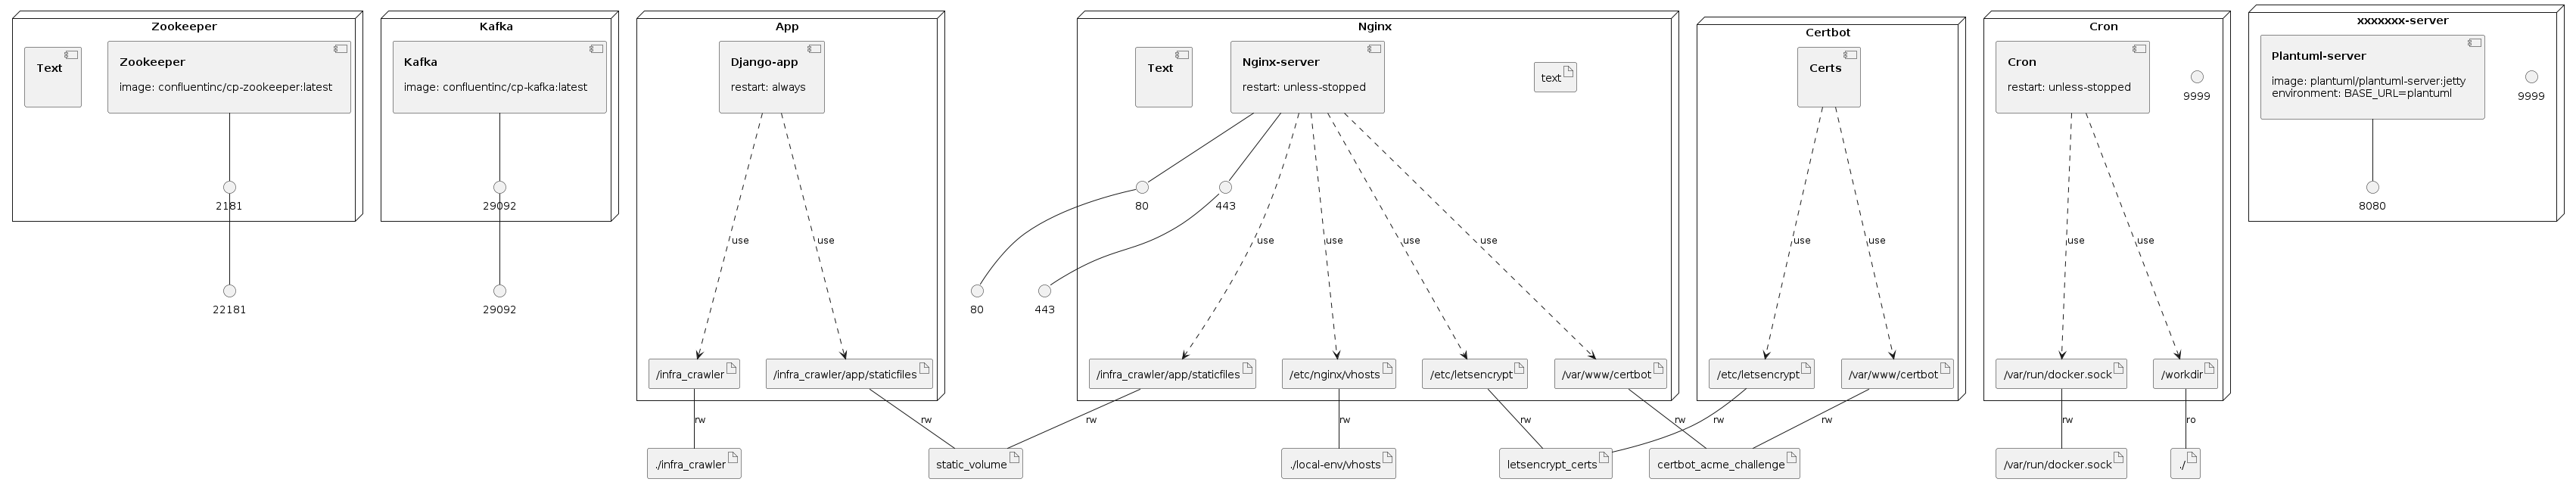 Zookeeper
Text
Zookeeper
image: confluentinc/cp-zookeeper:latest
2181
22181
Kafka
Kafka
image: confluentinc/cp-kafka:latest
29092
29092
App
Django-app
restart: always
use
use
/infra_crawler
/infra_crawler/app/staticfiles
rw
rw
./infra_crawler
static_volume
Nginx
Text
Nginx-server
restart: unless-stopped
text
80
443
80
443
use
use
use
use
/infra_crawler/app/staticfiles
/etc/nginx/vhosts
/etc/letsencrypt
/var/www/certbot
rw
rw
rw
rw
./local-env/vhosts
letsencrypt_certs
certbot_acme_challenge
Certbot
Certs
use
use
/etc/letsencrypt
/var/www/certbot
rw
rw
Cron
Cron
restart: unless-stopped
9999
use
use
/var/run/docker.sock
/workdir
rw
ro
/var/run/docker.sock
./
xxxxxxx-server
Plantuml-server
image: plantuml/plantuml-server:jetty
environment: BASE_URL=plantuml
9999
8080